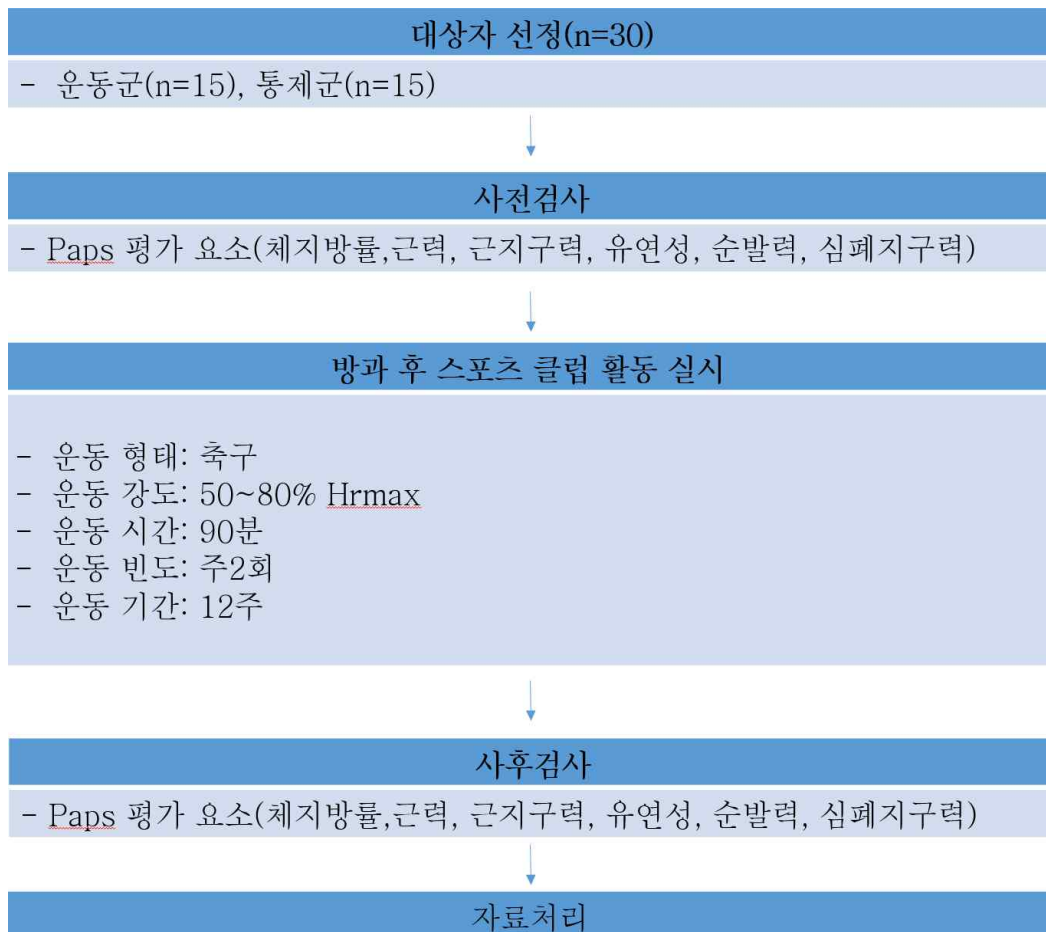 대상자 선정(n=30)
- 운동군(n=15), 통제군(n=15)
사전검사
- Paps 평가 요소(체지방률,근력, 근지구력, 유연성, 순발력, 심폐지구력)
방과 후 스포츠 클럽 활동 실시
- 운동 형태: 축구
- 운동 강도: 50~80% Hrmax
- 운동 시간: 90분
- 운동 빈도: 주2회
- 운동 기간: 12주
사후검사
- Paps 평가 요소(체지방률,근력, 근지구력, 유연성, 순발력, 심폐지구력)
자료처리